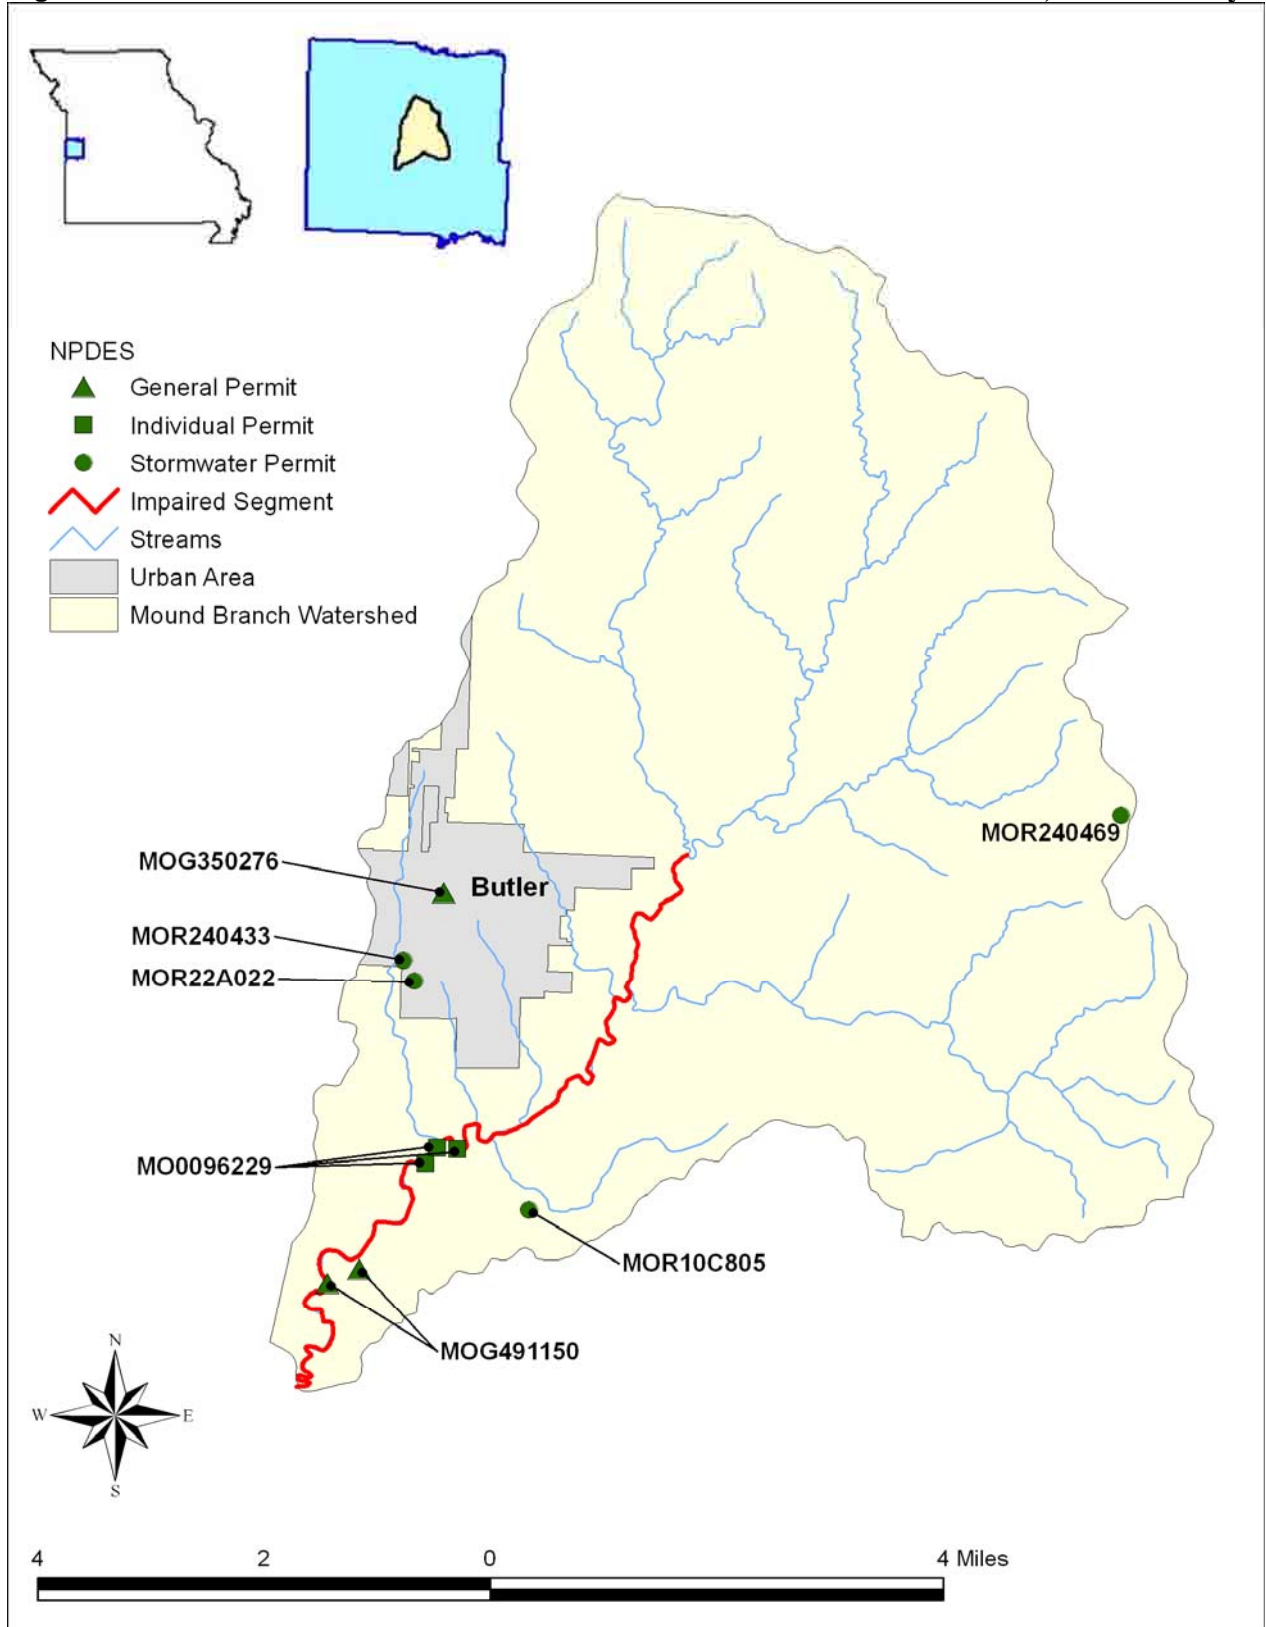 NPDES
General Permit
Individual Permit
Stormwater Permit
Impaired Segment
Streams
Urban Area
Mound Branch Watershed
MOR240469
MOG350276
Butler
MOR240433
MOR22A022
MO0096229
MOR10C805
MOG491150
N
W E
S
4 2 0 4 Miles